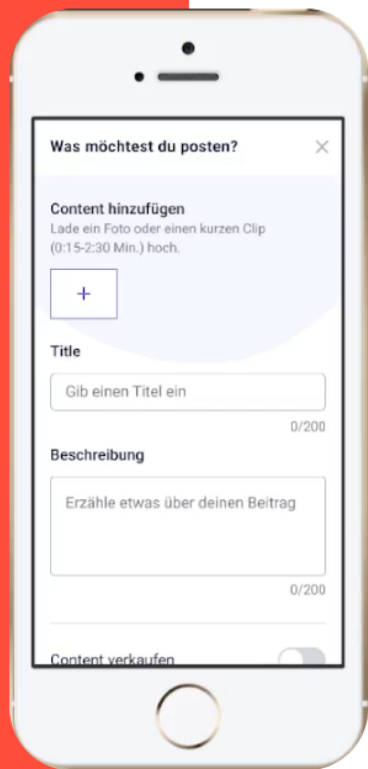 Was möchtest du posten?
Content hinzufügen
Lade ein Foto oder einen kurzen Clip
(0:15-2:30 Min.) hoch.
Title
Gib einen Titel ein
0/200
Beschreibung
Erzähle etwas über deinen Beitrag
0/200
Content verkaufen